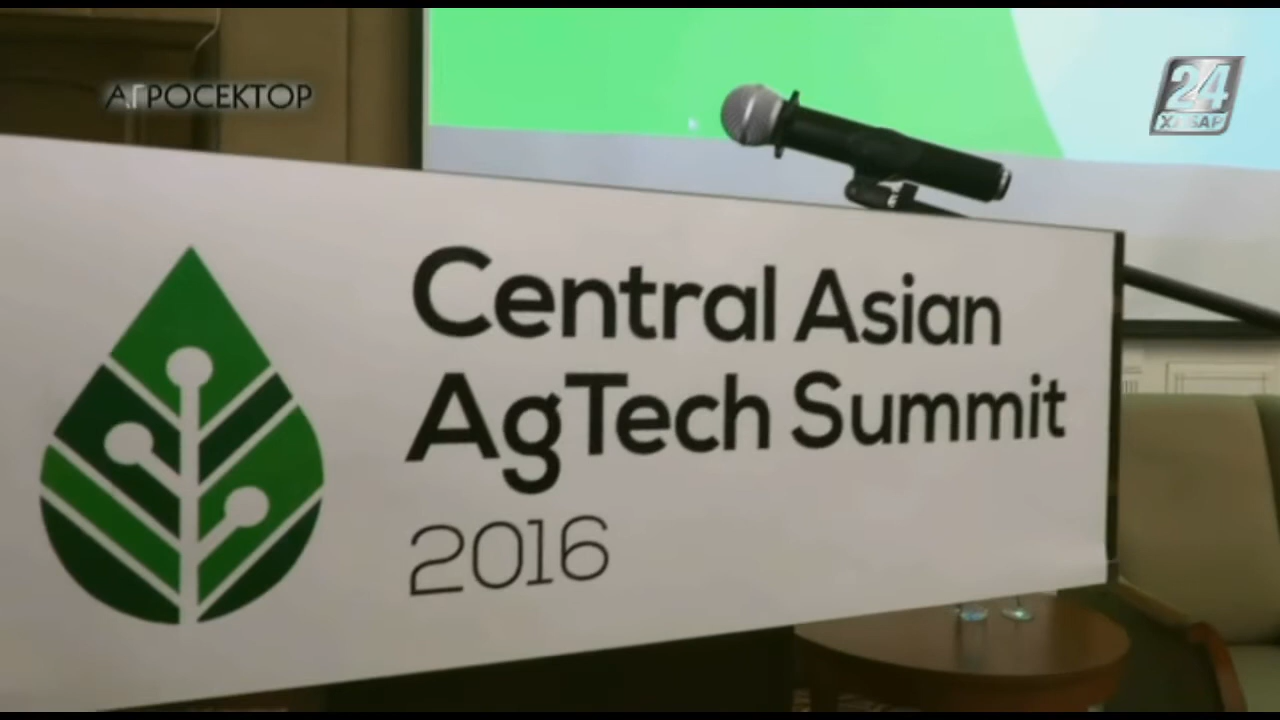 АГРОСЕКТОР
24
ХАБАР
Central Asian
AgTech Summit
2016